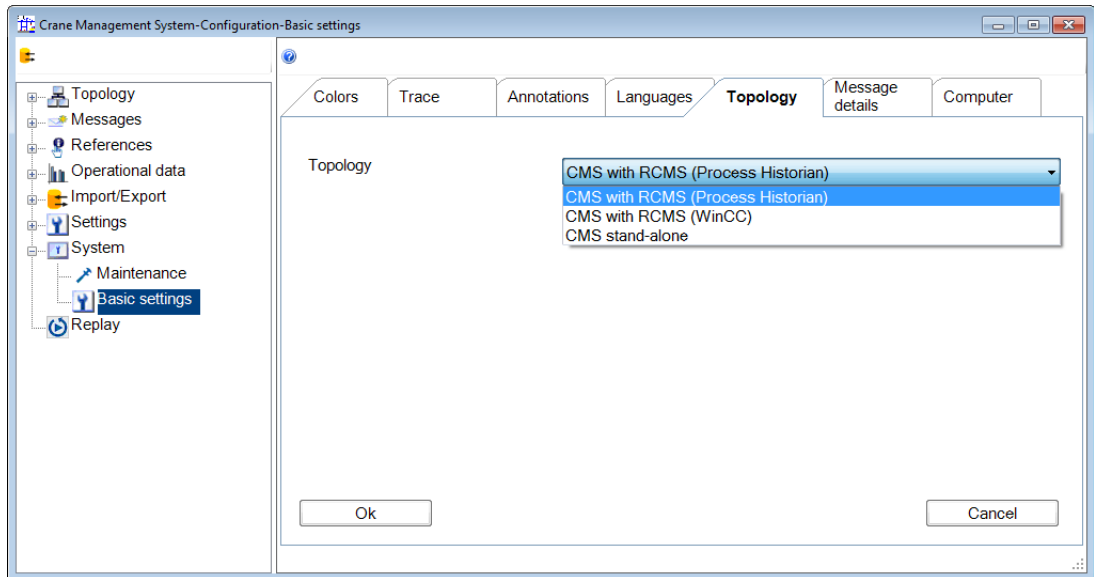 Crane Management System-Configuration-Basic settings
Topology
Messages
References
Operational data
Import/Export
Settings
System
Maintenance
Basic settings
Replay
Colors
Trace
Annotations
Languages
Topology
Message
details
Computer
Topology
CMS with RCMS (Process Historian)
CMS with RCMS (Process Historian)
CMS with RCMS (WinCC)
CMS stand-alone
Ok
Cancel